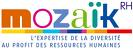 mozaïk RH
L'EXPERTISE DE LA DIVERSITÉ
AU PROFIT DES RESSOURCES HUMAINES